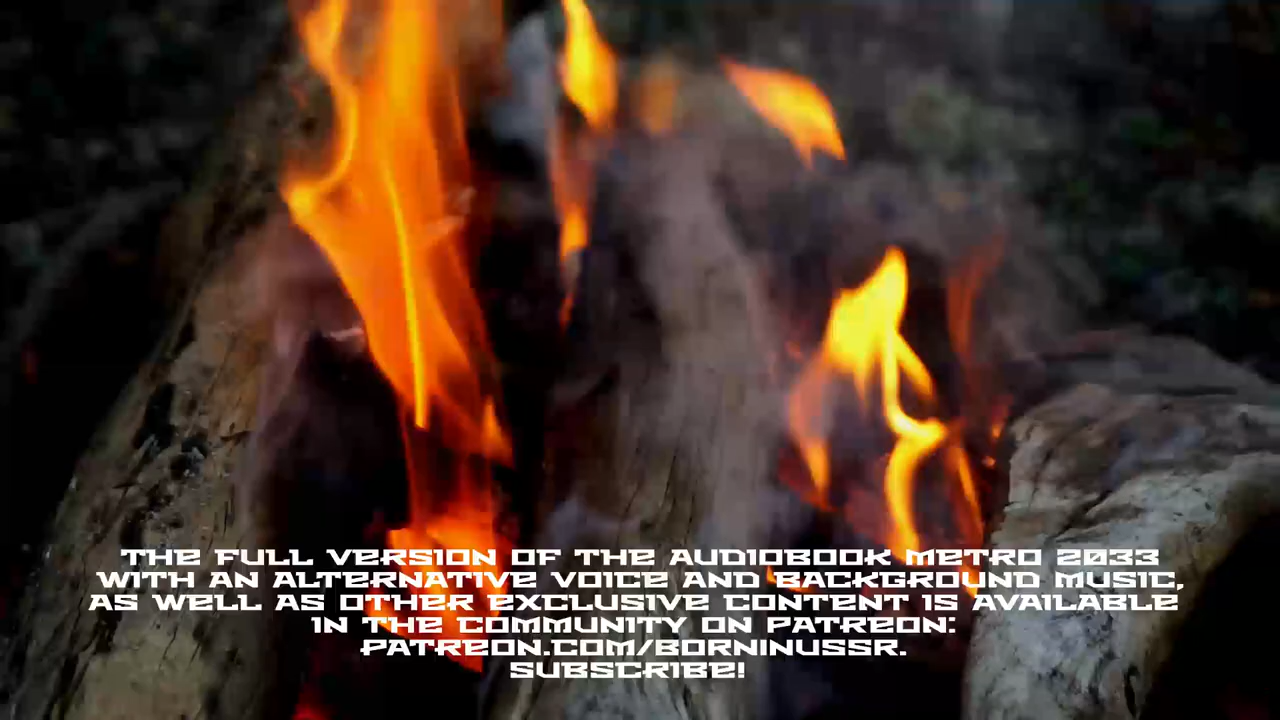 THE FULL VERSION OF THE AUDIOBOOK METRO 2033
WITH AN ALTERNATIVE VOICE AND BACKGROUND MUSIC,
AS WELL AS OTHER EXCLUSIVE CONTENT IS AVAILABLE
IN THE COMMUNITY ON PATREON:
PATREON.COM/BORNINUSSR.
SUBSCRIBE!